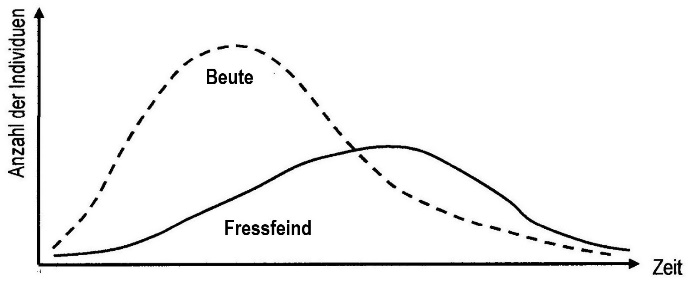 Anzahl der Individuen
Beute
Fressfeind
Zeit